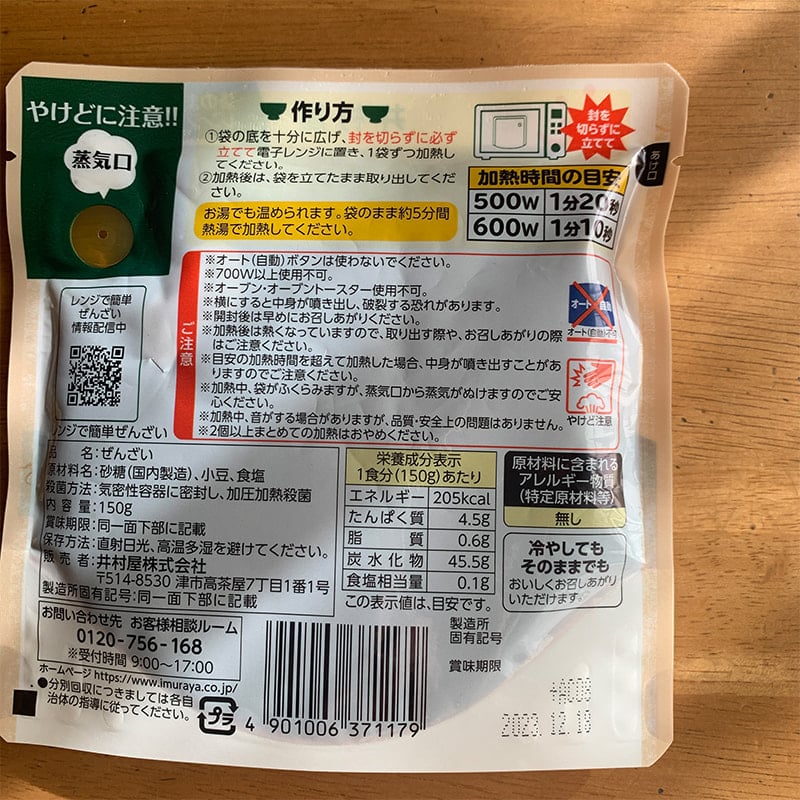 やけどに注意!!
蒸気口
作り方
①袋の底を十分に広げ、封を切らずに必ず
立てて電子レンジに置き、1袋ずつ加熱し
てください。
②加熱後は、袋を立てたまま取り出してくだ
さい。
お湯でも温められます。袋のまま約5分間
熱湯で加熱してください。
封を
切らずに
立てて
あけ口
加熱時間の目安
500W 1分20秒
600W 1分10秒
レンジで簡単
ぜんざい
情報配信中
ご注意
※オート(自動)ボタンは使わないでください。
※700W以上使用不可。
※オーブン・オーブントースター使用不可。
※横にすると中身が噴き出し、破裂する恐れがあります。
※開封後は早めにお召しあがりください。
※加熱後は熱くなっていますので、取り出す際や、お召しあがりの際
はご注意ください。
※目安の加熱時間を超えて加熱した場合、中身が噴き出すことがあ
りますのでご注意ください。
※加熱中、袋がふくらみますが、蒸気口から蒸気がぬけますのでご安
心ください。
※加熱中、音がする場合がありますが、品質・安全上の問題はありません。
※2個以上まとめての加熱はおやめください。
オート 自動
オート(自動)不可
やけど注意
レンジで簡単ぜんざい
品 名:ぜんざい
原材料名:砂糖(国内製造)、小豆、食塩
殺菌方法:気密性容器に密封し、加圧加熱殺菌
内 容 量:150g
賞味期限:同一面下部に記載
保存方法:直射日光、高温多湿を避けてください。
販 売 者:井村屋株式会社
〒514-8530 津市高茶屋7丁目1番1号
製造所固有記号:同一面下部に記載
栄養成分表示
1食分(150g)あたり
エネルギー 205kcal
たんぱく質 4.5g
脂 質 0.6g
炭水化物 45.5g
食塩相当量 0.1g
この表示値は、目安です。
原材料に含まれる
アレルギー物質
(特定原材料等)
無し
冷やしても
そのままでも
おいしくお召しあがり
いただけます。
お問い合わせ先 お客様相談ルーム
0120-756-168
※受付時間 9:00〜17:00
ホームページ https://www.imuraya.co.jp/
●分別回収につきましては各自
治体の指導に従ってください。
プラ
4 901006 371179
製造所
固有記号
賞味期限
2023.12.19